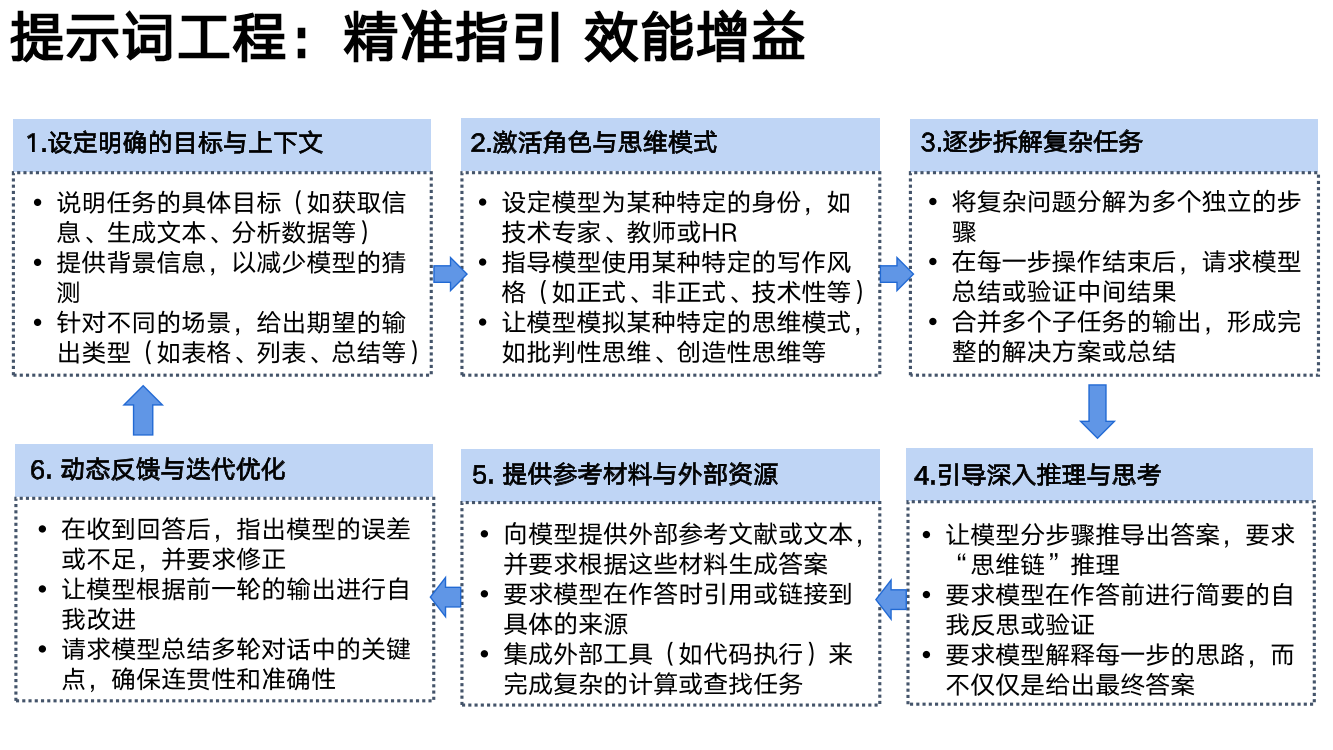 提示词工程：精准指引 效能增益
1.设定明确的目标与上下文
• 说明任务的具体目标（如获取信
息、生成文本、分析数据等）
• 提供背景信息，以减少模型的猜
测
• 针对不同的场景，给出期望的输
出类型（如表格、列表、总结等）
2.激活角色与思维模式
• 设定模型为某种特定的身份，如
技术专家、教师或HR
• 指导模型使用某种特定的写作风
格（如正式、非正式、技术性等）
• 让模型模拟某种特定的思维模式，
如批判性思维、创造性思维等
3.逐步拆解复杂任务
• 将复杂问题分解为多个独立的步
骤
• 在每一步操作结束后，请求模型
总结或验证中间结果
• 合并多个子任务的输出，形成完
整的解决方案或总结
4.引导深入推理与思考
• 让模型分步骤推导出答案，要求
“思维链”推理
• 要求模型在作答前进行简要的自
我反思或验证
• 要求模型解释每一步的思路，而
不仅仅是给出最终答案
5. 提供参考材料与外部资源
• 向模型提供外部参考文献或文本，
并要求根据这些材料生成答案
• 要求模型在作答时引用或链接到
具体的来源
• 集成外部工具（如代码执行）来
完成复杂的计算或查找任务
6. 动态反馈与迭代优化
• 在收到回答后，指出模型的误差
或不足，并要求修正
• 让模型根据前一轮的输出进行自
我改进
• 请求模型总结多轮对话中的关键
点，确保连贯性和准确性